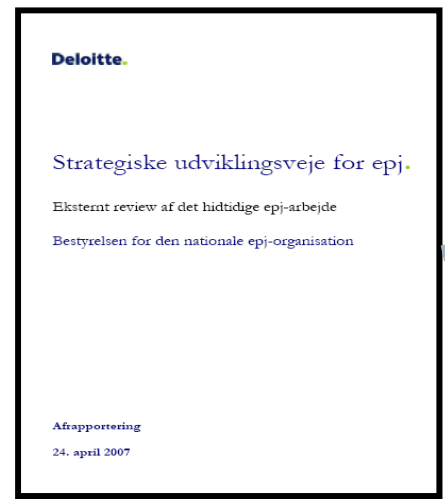 Deloitte.
Strategiske udviklingsveje for epj.
Eksternt review af det hidtidige epj-arbejde
Bestyrelsen for den nationale epj-organisation
Afrapportering
24. april 2007